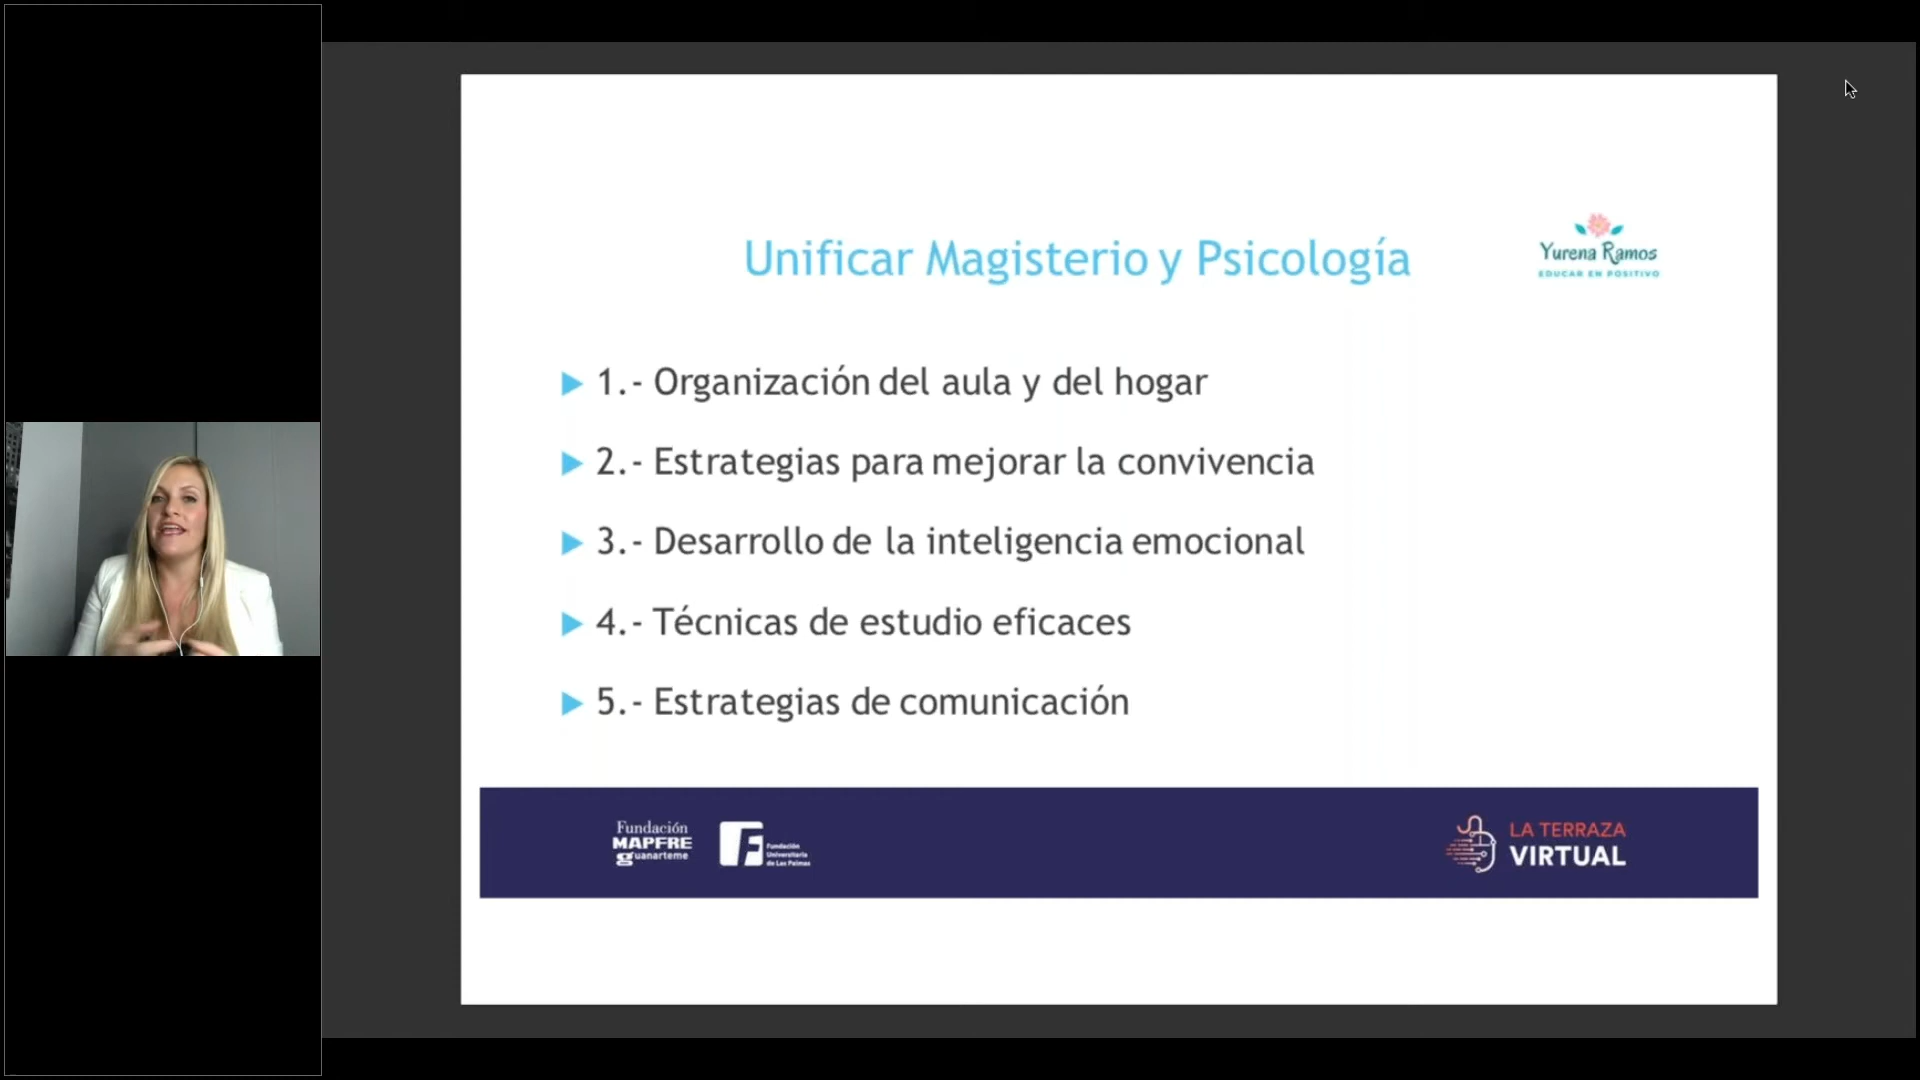 Unificar Magisterio y Psicología
Yurena Ramos
EDUCAR EN POSITIVO
1.- Organización del aula y del hogar
2.- Estrategias para mejorar la convivencia
3.- Desarrollo de la inteligencia emocional
4.- Técnicas de estudio eficaces
5.- Estrategias de comunicación
Fundación
MAPFRE
guanarteme
Fundación
Universitaria
de Las Palmas
LA TERRAZA
VIRTUAL